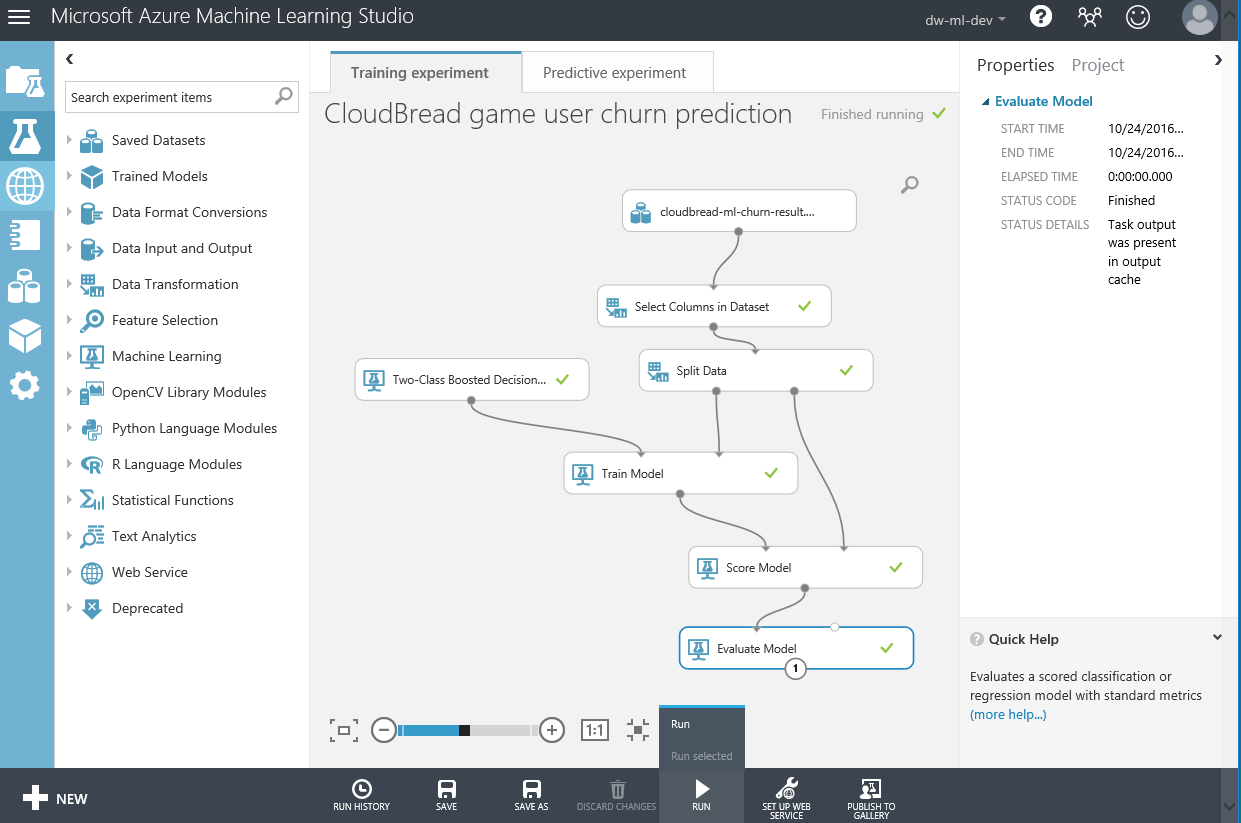 Microsoft Azure Machine Learning Studio
dw-ml-dev
?
Training experiment
Predictive experiment
Search experiment items
Saved Datasets
Trained Models
Data Format Conversions
Data Input and Output
Data Transformation
Feature Selection
Machine Learning
OpenCV Library Modules
Python Language Modules
R Language Modules
Statistical Functions
Text Analytics
Web Service
Deprecated
CloudBread game user churn prediction
Finished running
cloudbread-ml-churn-result....
Select Columns in Dataset
Split Data
Two-Class Boosted Decision...
Train Model
Score Model
Evaluate Model
1
1:1
Run
Run selected
Properties
Project
Evaluate Model
START TIME 10/24/2016...
END TIME 10/24/2016...
ELAPSED TIME 0:00:00.000
STATUS CODE Finished
STATUS DETAILS Task output
was present
in output
cache
? Quick Help
Evaluates a scored classification or
regression model with standard metrics
(more help...)
NEW
RUN HISTORY
SAVE
SAVE AS
DISCARD CHANGES
RUN
SET UP WEB
SERVICE
PUBLISH TO
GALLERY